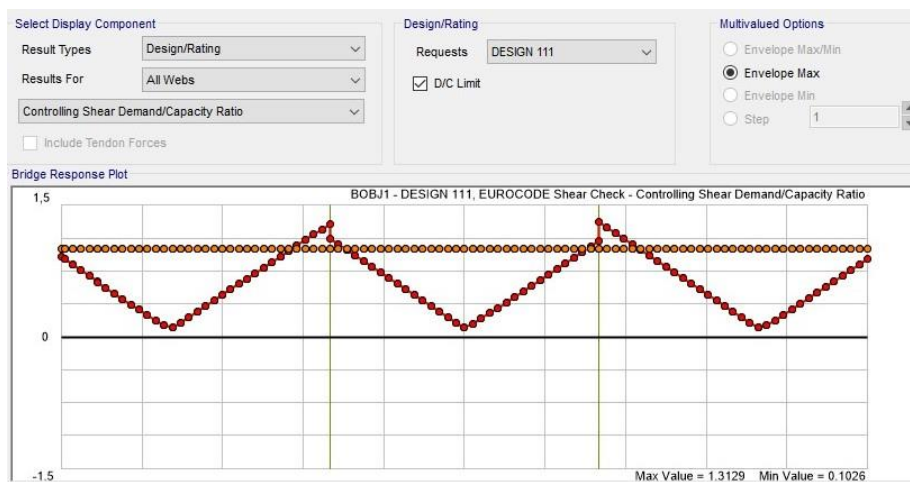 Select Display Component
Result Types Design/Rating
Results For All Webs
Controlling Shear Demand/Capacity Ratio
Include Tendon Forces
Design/Rating
Requests DESIGN 111
D/C Limit
Multivalued Options
Envelope Max/Min
Envelope Max
Envelope Min
Step 1
Bridge Response Plot
1,5
BOBJ1 - DESIGN 111, EUROCODE Shear Check - Controlling Shear Demand/Capacity Ratio
0
-1.5
Max Value = 1.3129 Min Value = 0.1026